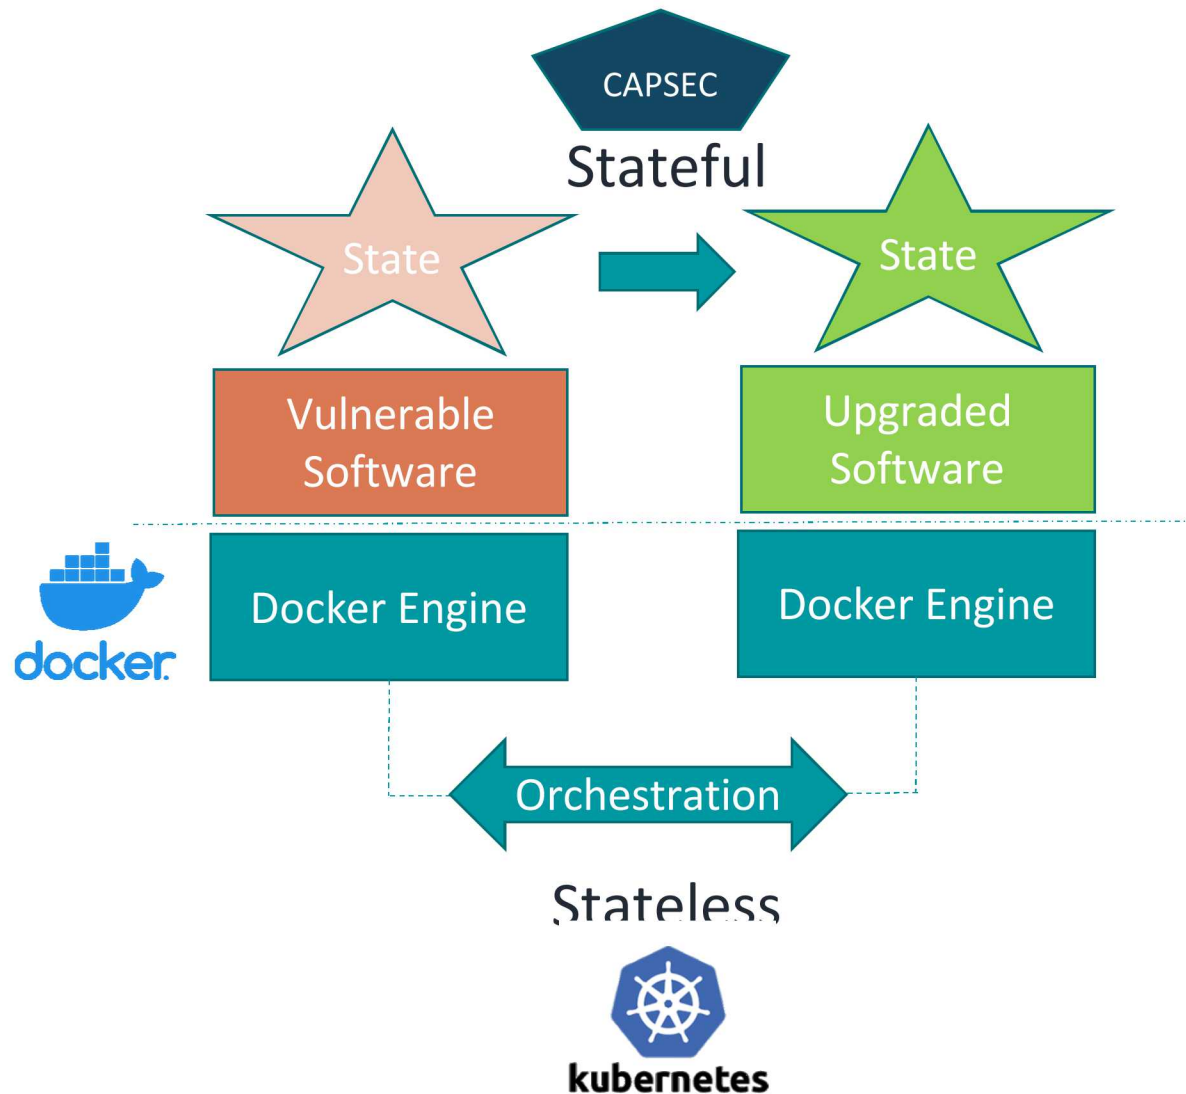 CAPSEC
Stateful
State
State
Vulnerable
Software
Upgraded
Software
Docker Engine
Docker Engine
docker
Orchestration
Stateless
kubernetes